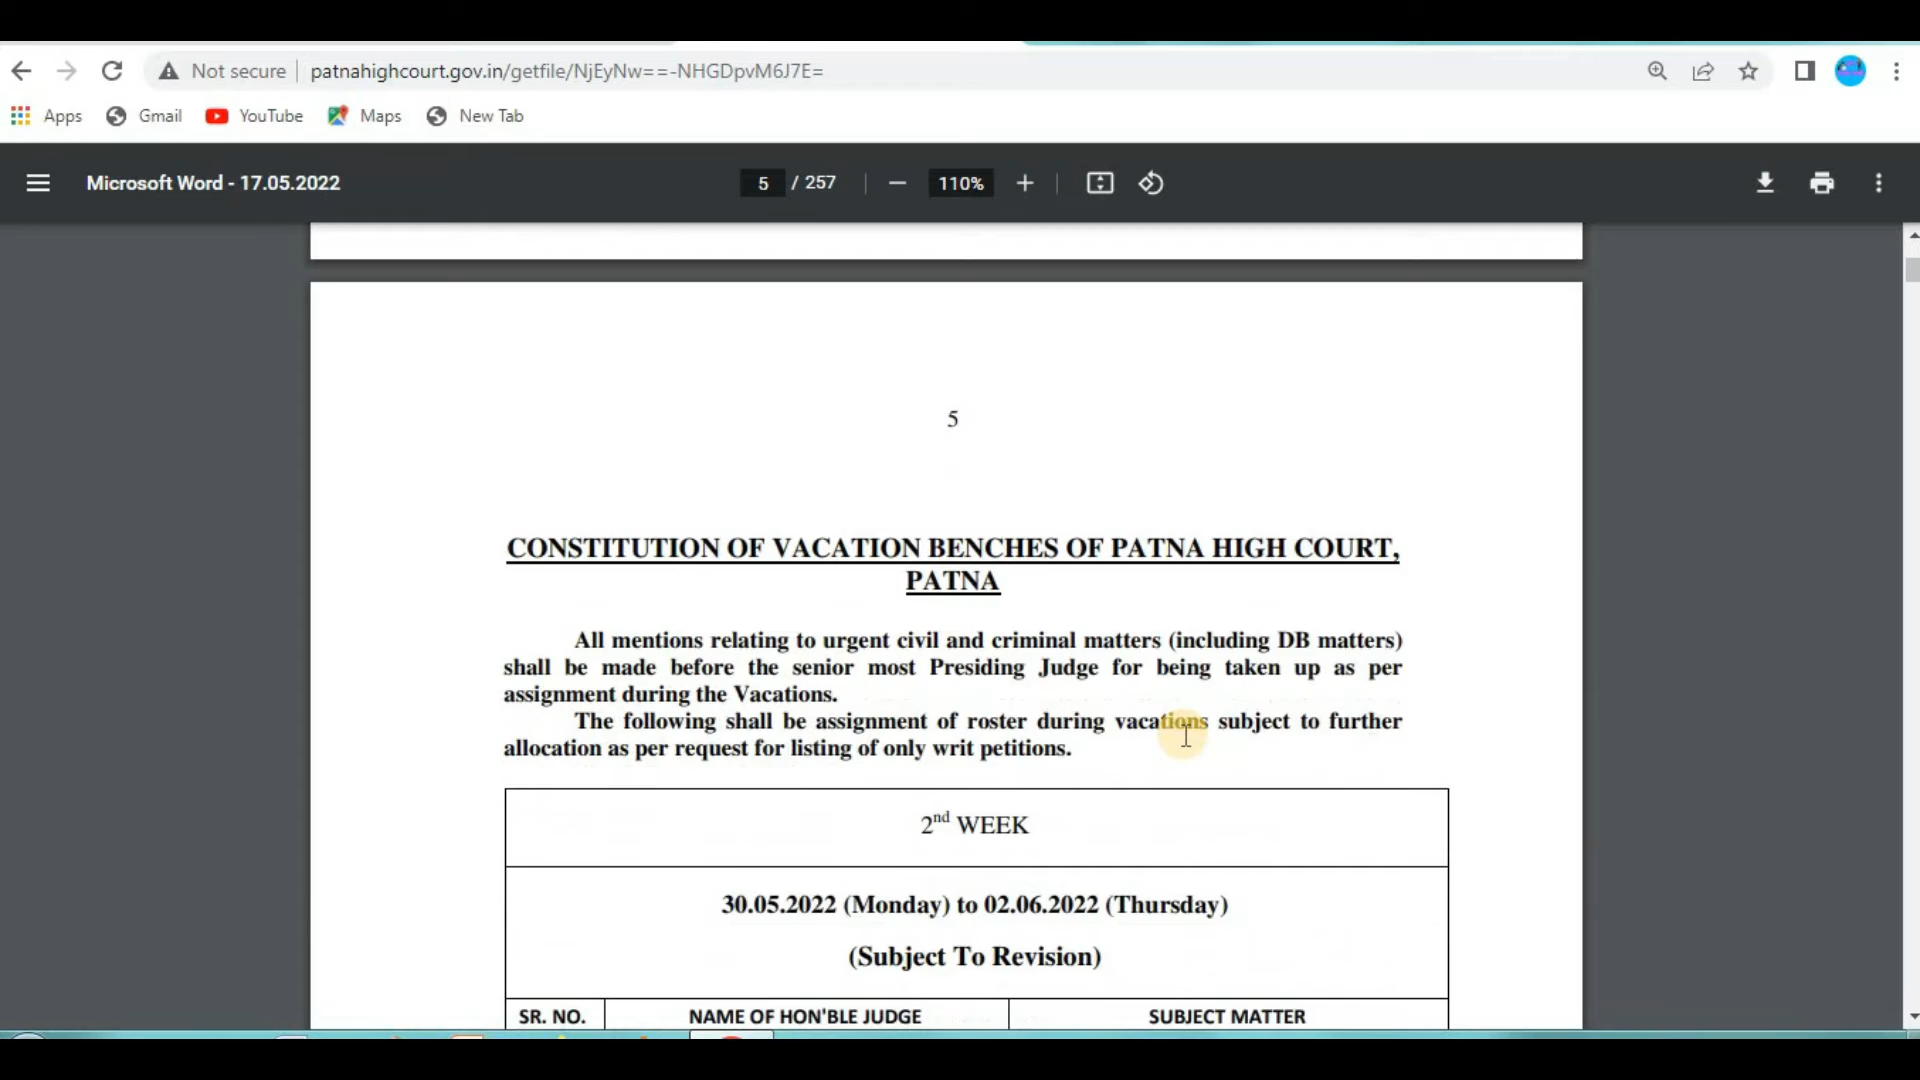 Not secure patnahighcourt.gov.in/getfile/NjEyNw==-NHGDpvM6J7E=
Apps Gmail YouTube Maps New Tab
Microsoft Word - 17.05.2022 5 / 257 110%
5
CONSTITUTION OF VACATION BENCHES OF PATNA HIGH COURT,
PATNA
All mentions relating to urgent civil and criminal matters (including DB matters)
shall be made before the senior most Presiding Judge for being taken up as per
assignment during the Vacations.
The following shall be assignment of roster during vacations subject to further
allocation as per request for listing of only writ petitions.
2nd WEEK
30.05.2022 (Monday) to 02.06.2022 (Thursday)
(Subject To Revision)
SR. NO. NAME OF HON'BLE JUDGE SUBJECT MATTER